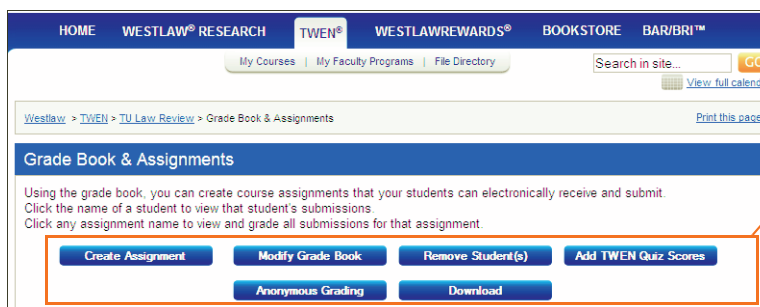 HOME WESTLAW® RESEARCH TWEN® WESTLAWREWARDS® BOOKSTORE BAR/BRI™
My Courses | My Faculty Programs | File Directory
Search in site...
View full calend
Westlaw > TWEN > TU Law Review > Grade Book & Assignments Print this page
Grade Book & Assignments
Using the grade book, you can create course assignments that your students can electronically receive and submit.
Click the name of a student to view that student's submissions.
Click any assignment name to view and grade all submissions for that assignment.
Create Assignment Modify Grade Book Remove Student(s) Add TWEN Quiz Scores
Anonymous Grading Download